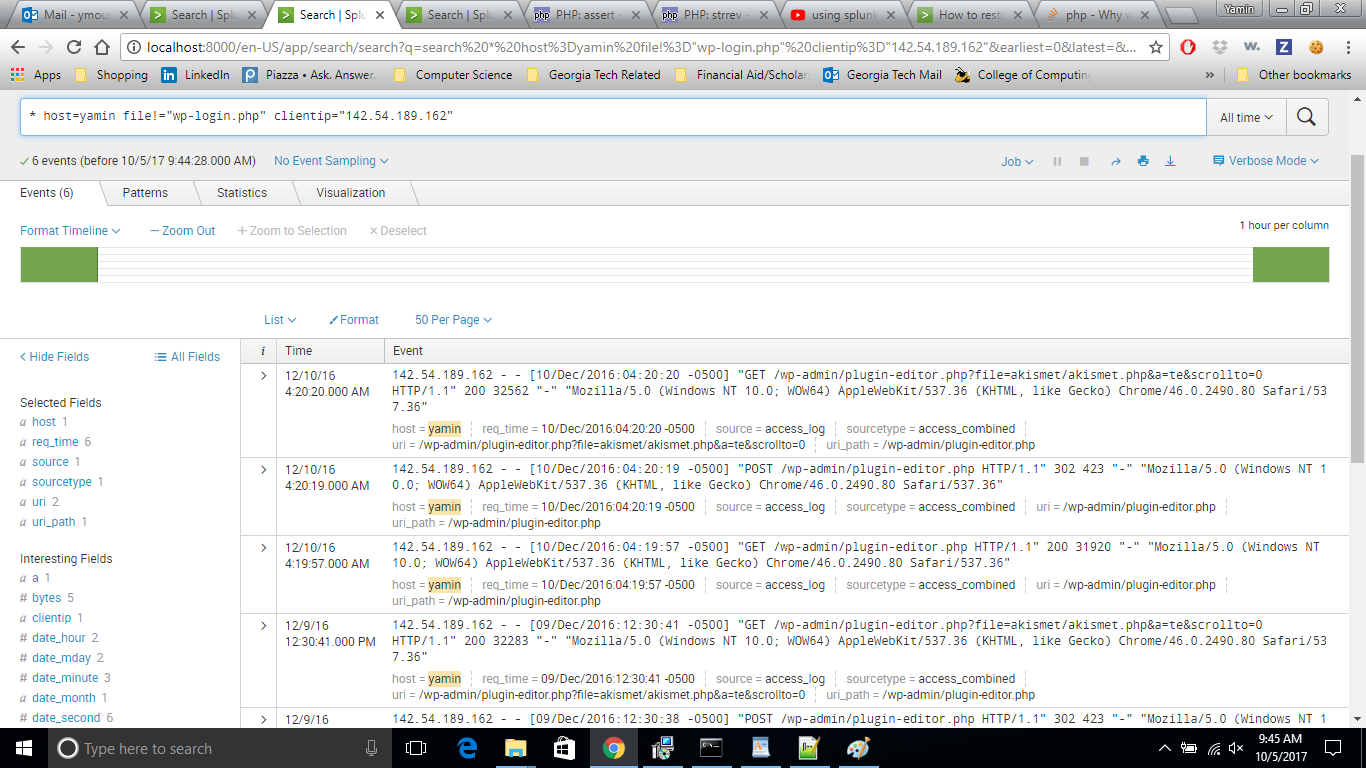 Mail - ymou
Search | Splu
Search | Splu
Search | Splu
PHP: assert -
PHP: strrev -
using splunk
How to restr
php - Why w
Yamin
localhost:8000/en-US/app/search/search?q=search%20*%20host%3Dyamin%20file!%3D"wp-login.php"%20clientip%3D"142.54.189.162"&earliest=0&latest=&...
Apps
Shopping
LinkedIn
Piazza • Ask. Answer.
Computer Science
Georgia Tech Related
Financial Aid/Scholar
Georgia Tech Mail
College of Computing
»
Other bookmarks
* host=yamin file!="wp-login.php" clientip="142.54.189.162"
All time
6 events (before 10/5/17 9:44:28.000 AM)
No Event Sampling
Job
Verbose Mode
Events (6)
Patterns
Statistics
Visualization
Format Timeline
— Zoom Out
+ Zoom to Selection
× Deselect
1 hour per column
List
Format
50 Per Page
< Hide Fields
All Fields
Selected Fields
a host 1
a req_time 6
a source 1
a sourcetype 1
a uri 2
a uri_path 1
Interesting Fields
a a 1
# bytes 5
a clientip 1
# date_hour 2
# date_mday 2
# date_minute 3
a date_month 1
# date_second 6
i
Time
Event
12/10/16
4:20:20.000 AM
142.54.189.162 - - [10/Dec/2016:04:20:20 -0500] "GET /wp-admin/plugin-editor.php?file=akismet/akismet.php&a=te&scrollto=0
HTTP/1.1" 200 32562 "-" "Mozilla/5.0 (Windows NT 10.0; WOW64) AppleWebKit/537.36 (KHTML, like Gecko) Chrome/46.0.2490.80 Safari/53
7.36"
host = yamin req_time = 10/Dec/2016:04:20:20 -0500 source = access_log sourcetype = access_combined
uri = /wp-admin/plugin-editor.php?file=akismet/akismet.php&a=te&scrollto=0 uri_path = /wp-admin/plugin-editor.php
12/10/16
4:20:19.000 AM
142.54.189.162 - - [10/Dec/2016:04:20:19 -0500] "POST /wp-admin/plugin-editor.php HTTP/1.1" 302 423 "-" "Mozilla/5.0 (Windows NT 1
0.0; WOW64) AppleWebKit/537.36 (KHTML, like Gecko) Chrome/46.0.2490.80 Safari/537.36"
host = yamin req_time = 10/Dec/2016:04:20:19 -0500 source = access_log sourcetype = access_combined uri = /wp-admin/plugin-editor.php
uri_path = /wp-admin/plugin-editor.php
12/10/16
4:19:57.000 AM
142.54.189.162 - - [10/Dec/2016:04:19:57 -0500] "GET /wp-admin/plugin-editor.php HTTP/1.1" 200 31920 "-" "Mozilla/5.0 (Windows NT
10.0; WOW64) AppleWebKit/537.36 (KHTML, like Gecko) Chrome/46.0.2490.80 Safari/537.36"
host = yamin req_time = 10/Dec/2016:04:19:57 -0500 source = access_log sourcetype = access_combined uri = /wp-admin/plugin-editor.php
uri_path = /wp-admin/plugin-editor.php
12/9/16
12:30:41.000 PM
142.54.189.162 - - [09/Dec/2016:12:30:41 -0500] "GET /wp-admin/plugin-editor.php?file=akismet/akismet.php&a=te&scrollto=0
HTTP/1.1" 200 32283 "-" "Mozilla/5.0 (Windows NT 10.0; WOW64) AppleWebKit/537.36 (KHTML, like Gecko) Chrome/46.0.2490.80 Safari/53
7.36"
host = yamin req_time = 09/Dec/2016:12:30:41 -0500 source = access_log sourcetype = access_combined
uri = /wp-admin/plugin-editor.php?file=akismet/akismet.php&a=te&scrollto=0 uri_path = /wp-admin/plugin-editor.php
12/9/16
142.54.189.162 - - [09/Dec/2016:12:30:38 -0500] "POST /wp-admin/plugin-editor.php HTTP/1.1" 302 423 "-" "Mozilla/5.0 (Windows NT 1
Type here to search
9:45 AM
10/5/2017